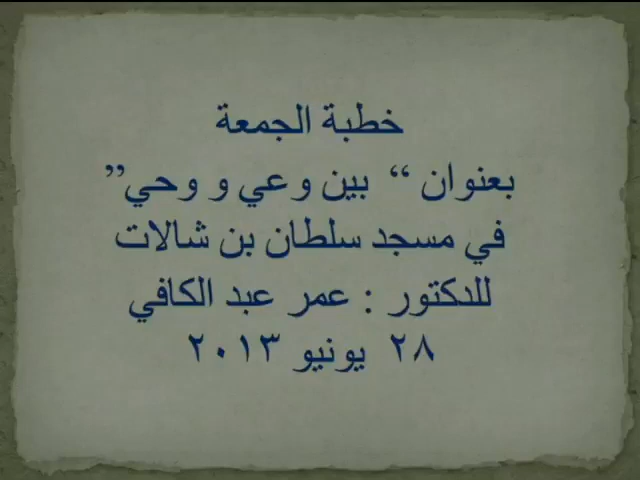 خطبة الجمعة
بعنوان “ بين وعي و وحي”
في مسجد سلطان بن شالات
للدكتور : عمر عبد الكافي
٢٨ يونيو ٢٠١٣